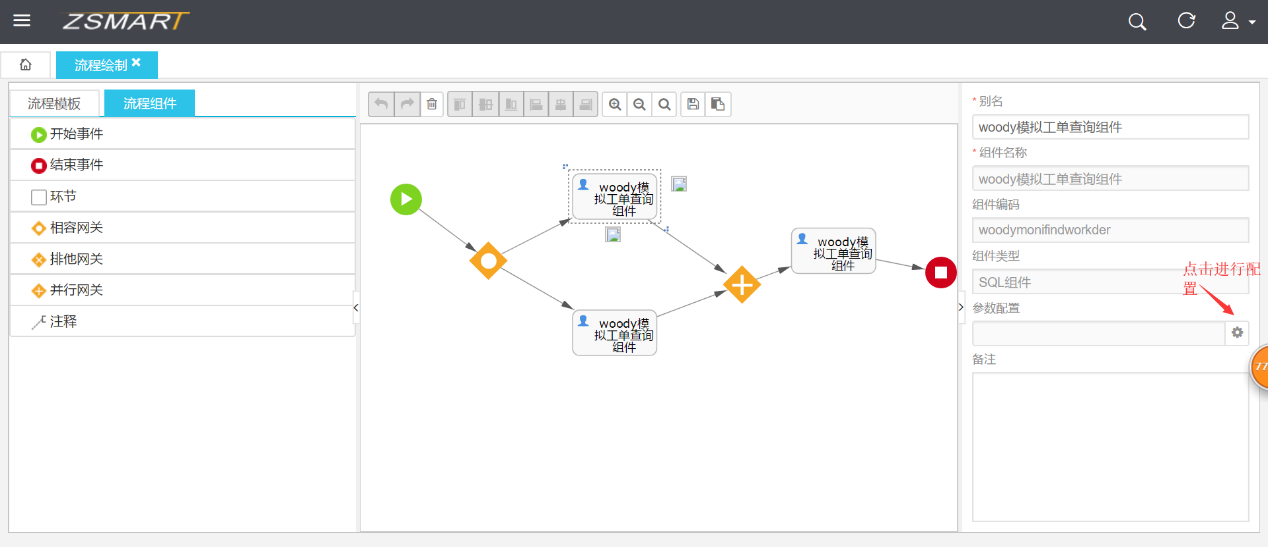 ZSMART
流程绘制
流程模板
流程组件
开始事件
结束事件
环节
相容网关
排他网关
并行网关
注释
woody模
拟工单查询
组件
woody模
拟工单查询
组件
woody模
拟工单查询
组件
* 别名
woody模拟工单查询组件
* 组件名称
woody模拟工单查询组件
组件编码
woodymonifindworkder
组件类型
SQL组件
点击进行配
置
参数配置
备注